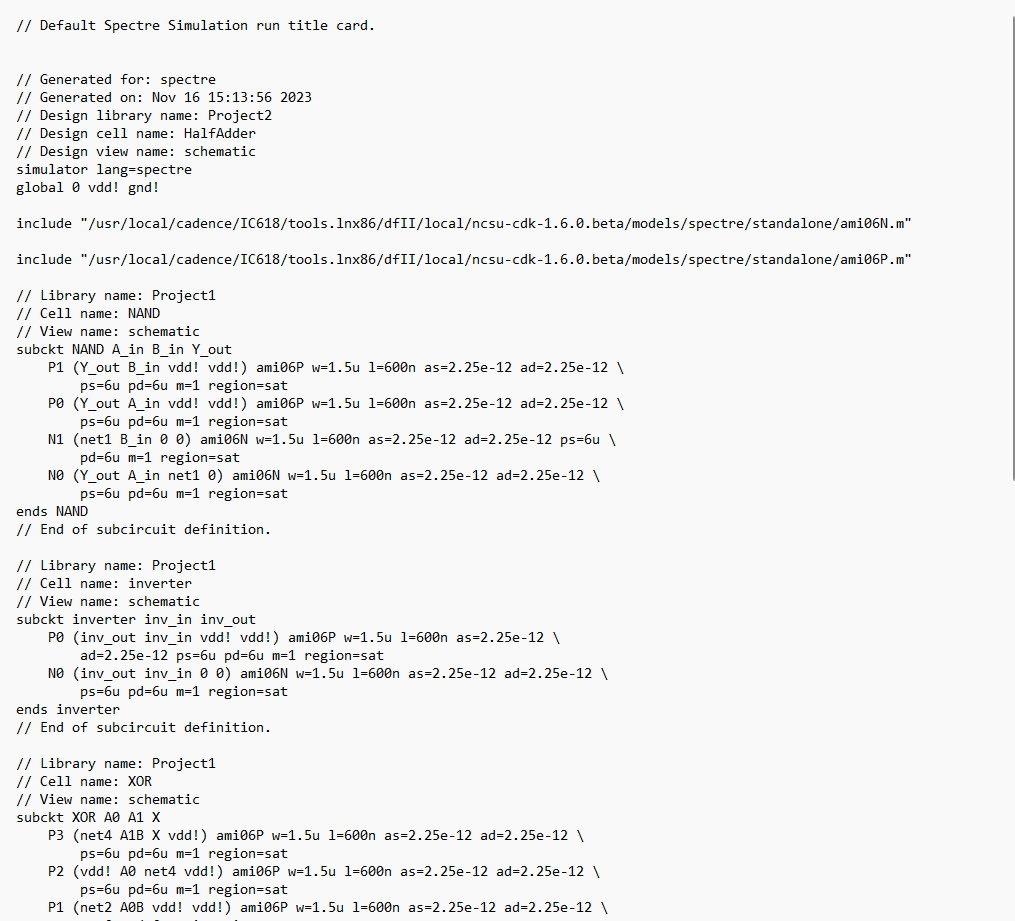 // Default Spectre Simulation run title card.
// Generated for: spectre
// Generated on: Nov 16 15:13:56 2023
// Design library name: Project2
// Design cell name: HalfAdder
// Design view name: schematic
simulator lang=spectre
global 0 vdd! gnd!
include "/usr/local/cadence/IC618/tools.lnx86/dfII/local/ncsu-cdk-1.6.0.beta/models/spectre/standalone/ami06N.m"
include "/usr/local/cadence/IC618/tools.lnx86/dfII/local/ncsu-cdk-1.6.0.beta/models/spectre/standalone/ami06P.m"
// Library name: Project1
// Cell name: NAND
// View name: schematic
subckt NAND A_in B_in Y_out
    P1 (Y_out B_in vdd! vdd!) ami06P w=1.5u l=600n as=2.25e-12 ad=2.25e-12 \
        ps=6u pd=6u m=1 region=sat
    P0 (Y_out A_in vdd! vdd!) ami06P w=1.5u l=600n as=2.25e-12 ad=2.25e-12 \
        ps=6u pd=6u m=1 region=sat
    N1 (net1 B_in 0 0) ami06N w=1.5u l=600n as=2.25e-12 ad=2.25e-12 ps=6u \
        pd=6u m=1 region=sat
    N0 (Y_out A_in net1 0) ami06N w=1.5u l=600n as=2.25e-12 ad=2.25e-12 \
        ps=6u pd=6u m=1 region=sat
ends NAND
// End of subcircuit definition.
// Library name: Project1
// Cell name: inverter
// View name: schematic
subckt inverter inv_in inv_out
    P0 (inv_out inv_in vdd! vdd!) ami06P w=1.5u l=600n as=2.25e-12 \
        ad=2.25e-12 ps=6u pd=6u m=1 region=sat
    N0 (inv_out inv_in 0 0) ami06N w=1.5u l=600n as=2.25e-12 ad=2.25e-12 \
        ps=6u pd=6u m=1 region=sat
ends inverter
// End of subcircuit definition.
// Library name: Project1
// Cell name: XOR
// View name: schematic
subckt XOR A0 A1 X
    P3 (net4 A1B X vdd!) ami06P w=1.5u l=600n as=2.25e-12 ad=2.25e-12 \
        ps=6u pd=6u m=1 region=sat
    P2 (vdd! A0 net4 vdd!) ami06P w=1.5u l=600n as=2.25e-12 ad=2.25e-12 \
        ps=6u pd=6u m=1 region=sat
    P1 (net2 A0B vdd! vdd!) ami06P w=1.5u l=600n as=2.25e-12 ad=2.25e-12 \